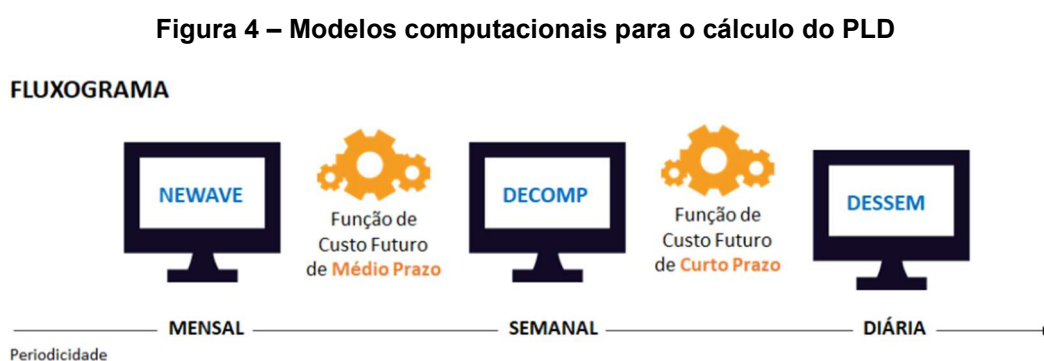 Figura 4 – Modelos computacionais para o cálculo do PLD
FLUXOGRAMA
NEWAVE
Função de
Custo Futuro
de Médio Prazo
DECOMP
Função de
Custo Futuro
de Curto Prazo
DESSEM
MENSAL
SEMANAL
DIÁRIA
Periodicidade